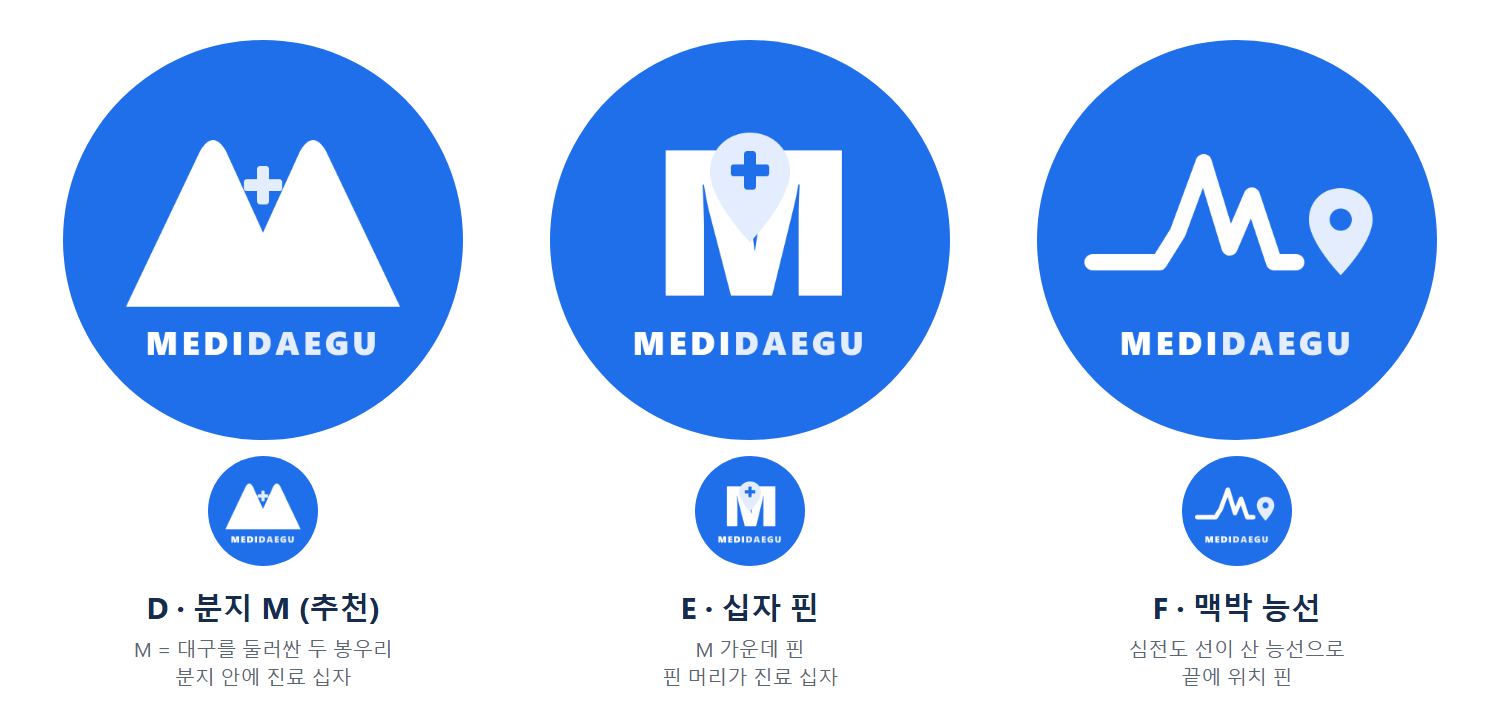 MEDIDAEGU
MEDIDAEGU
MEDIDAEGU
MEDIDAEGU
MEDIDAEGU
MEDIDAEGU
D · 분지 M (추천)
M = 대구를 둘러싼 두 봉우리
분지 안에 진료 십자
E · 십자 핀
M 가운데 핀
핀 머리가 진료 십자
F · 맥박 능선
심전도 선이 산 능선으로
끝에 위치 핀